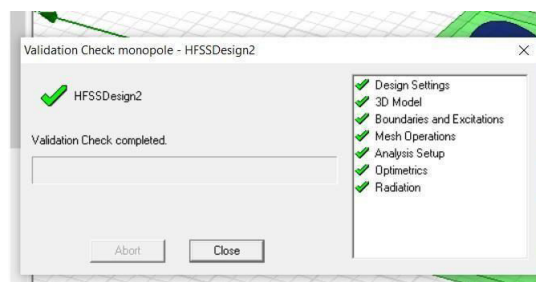 Validation Check: monopole - HFSSDesign2
HFSSDesign2
Validation Check completed.
Abort
Close
Design Settings
3D Model
Boundaries and Excitations
Mesh Operations
Analysis Setup
Optimetrics
Radiation